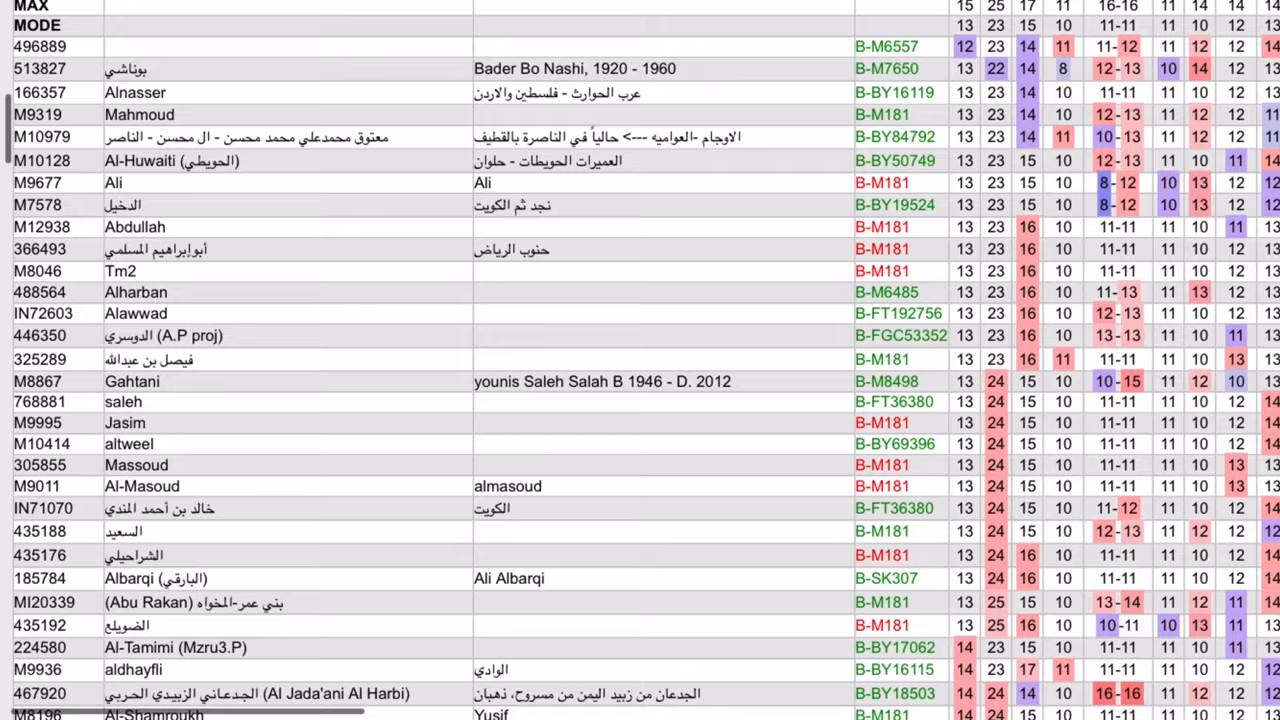 MAX 15 25 17 11 16-16 11 14 14 14
MODE 13 23 15 10 11-11 11 10 12 13
496889 B-M6557 12 23 14 11 11-12 11 12 12 14
513827 بوناشي Bader Bo Nashi, 1920 - 1960 B-M7650 13 22 14 8 12-13 10 14 12 13
166357 Alnasser عرب الحوارث - فلسطين والاردن B-BY16119 13 23 14 10 11-11 11 10 12 13
M9319 Mahmoud B-M181 13 23 14 10 12-13 11 12 12 11
M10979 معتوق محمدعلي محمد محسن - ال محسن - الناصر الاوجام -العواميه ---> حالياً في الناصرة بالقطيف B-BY84792 13 23 14 11 10-13 11 12 12 11
M10128 Al-Huwaiti (الحويطي) العميرات الحويطات - حلوان B-BY50749 13 23 15 10 12-13 11 10 11 14
M9677 Ali Ali B-M181 13 23 15 10 8-12 10 13 12 12
M7578 الدخيل نجد ثم الكويت B-BY19524 13 23 15 10 8-12 10 13 12 12
M12938 Abdullah B-M181 13 23 16 10 11-11 11 10 11 13
366493 أبوإبراهيم المسلمي جنوب الرياض B-M181 13 23 16 10 11-11 11 10 12 13
M8046 Tm2 B-M181 13 23 16 10 11-11 11 10 12 13
488564 Alharban B-M6485 13 23 16 10 11-13 11 13 12 13
IN72603 Alawwad B-FT192756 13 23 16 10 12-13 11 10 12 13
446350 الدوسري (A.P proj) B-FGC53352 13 23 16 10 13-13 11 10 11 13
325289 فيصل بن عبدالله B-M181 13 23 16 11 11-11 11 10 13 13
M8867 Gahtani younis Saleh Salah B 1946 - D. 2012 B-M8498 13 24 15 10 10-15 11 12 10 13
768881 saleh B-FT36380 13 24 15 10 11-11 11 10 12 14
M9995 Jasim B-M181 13 24 15 10 11-11 11 10 12 14
M10414 altweel B-BY69396 13 24 15 10 11-11 11 10 12 14
305855 Massoud B-M181 13 24 15 10 11-11 11 10 13 13
M9011 Al-Masoud almasoud B-M181 13 24 15 10 11-11 11 10 13 13
IN71070 خالد بن أحمد المندي الكويت B-FT36380 13 24 15 10 11-12 11 10 12 14
435188 السعيد B-M181 13 24 15 10 12-13 11 12 12 12
435176 الشراحيلي B-M181 13 24 16 10 11-11 11 10 12 14
185784 Albarqi (البارقي) Ali Albarqi B-SK307 13 24 16 10 11-11 11 10 12 14
MI20339 (Abu Rakan) بني عمر-المخواه B-M181 13 25 15 10 13-14 11 12 11 14
435192 الضويلع B-M181 13 25 16 10 10-11 10 13 11 13
224580 Al-Tamimi (Mzru3.P) B-BY17062 14 23 15 10 11-11 11 10 11 13
M9936 aldhayfli الوادي B-BY16115 14 23 17 11 11-11 11 10 12 12
467920 الجدعاني الزبيدي الحربي (Al Jada'ani Al Harbi) الجدعان من زبيد اليمن من مسروح، ذهبان B-BY18503 14 24 14 10 16-16 11 12 12 12
M8196 Al-Shamroukh Yusif B-M181 14 24 15 10 11-11 11 10 12 13